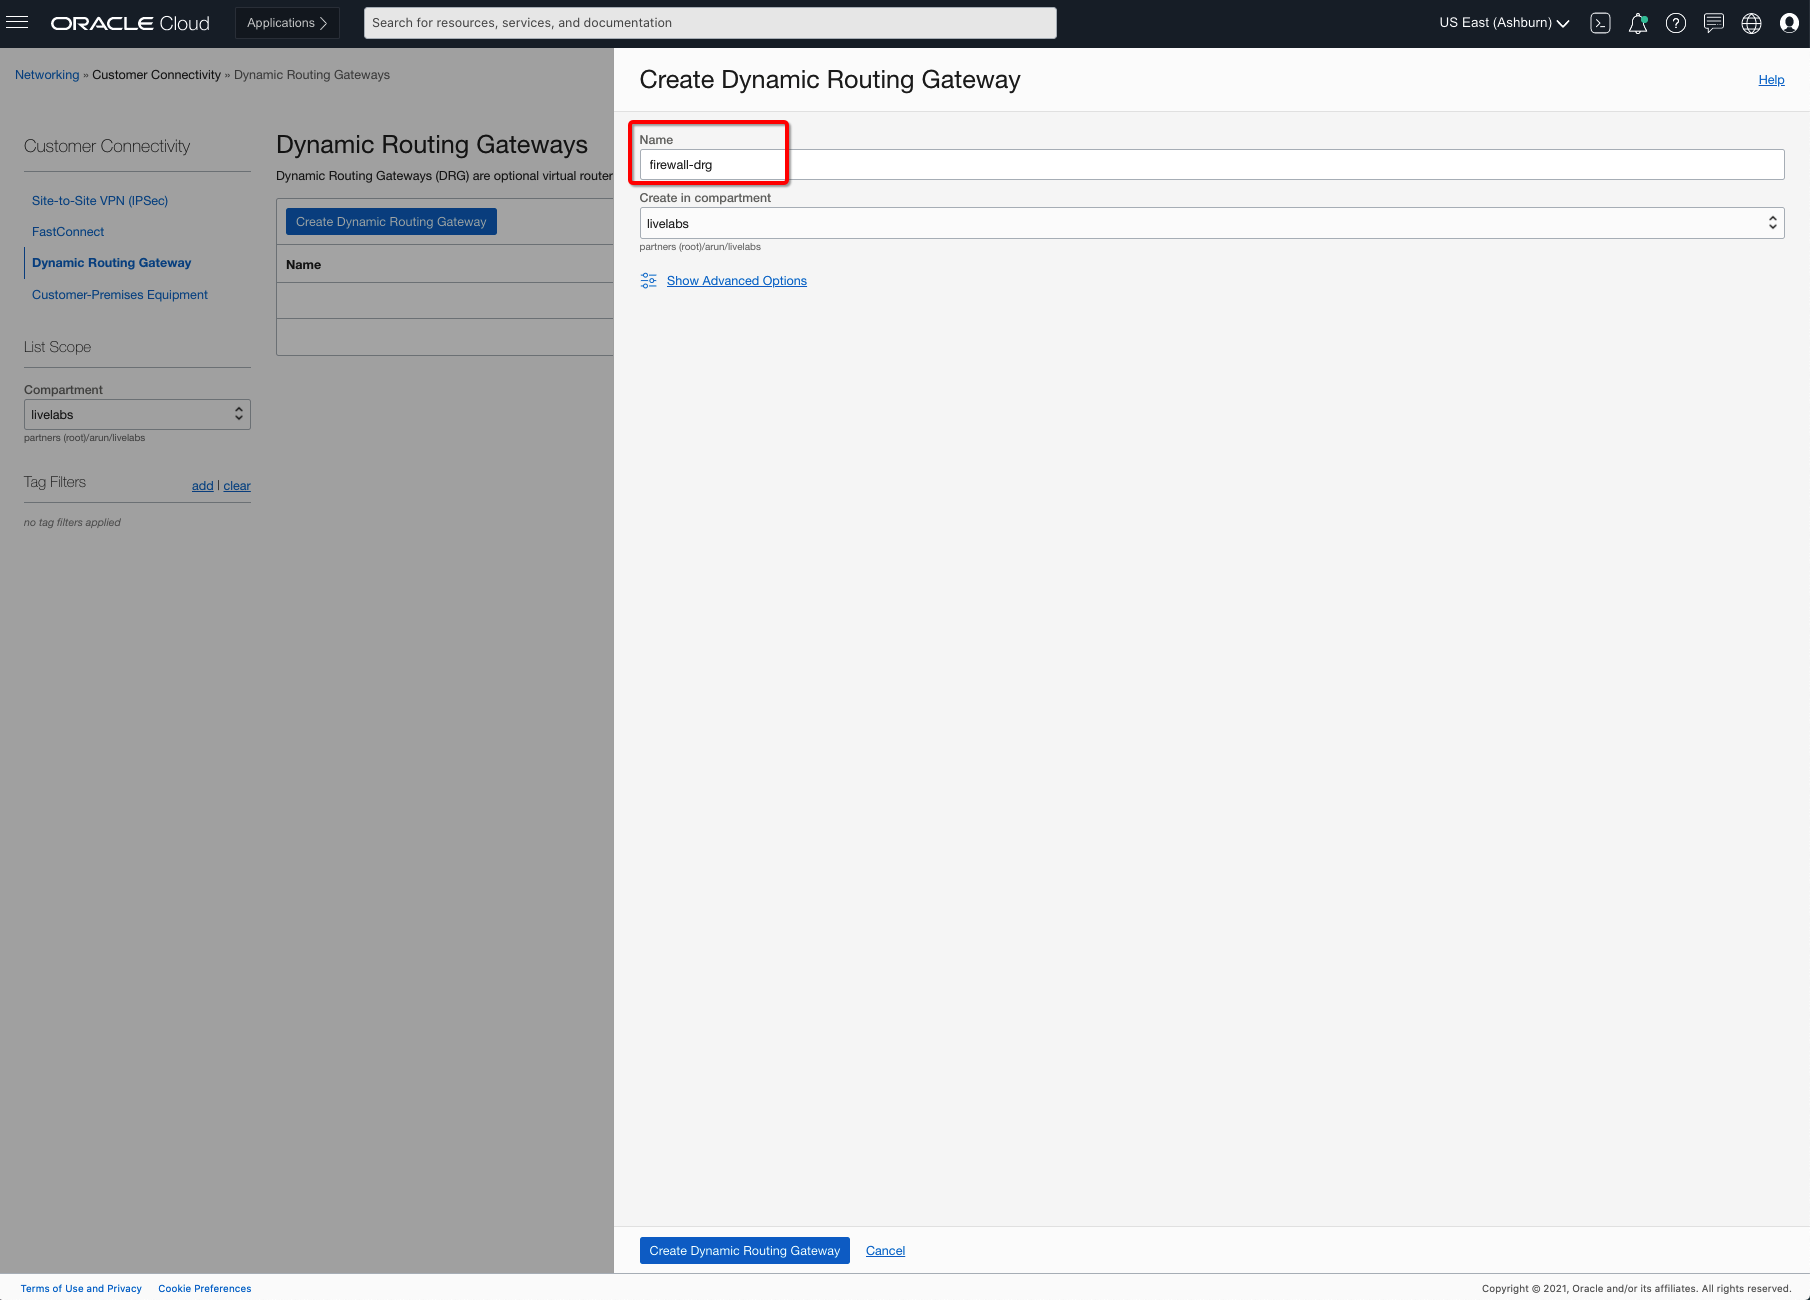 ORACLE Cloud
Applications
Search for resources, services, and documentation
US East (Ashburn)
Networking » Customer Connectivity » Dynamic Routing Gateways
Customer Connectivity
Site-to-Site VPN (IPSec)
FastConnect
Dynamic Routing Gateway
Customer-Premises Equipment
List Scope
Compartment
livelabs
partners (root)/arun/livelabs
Tag Filters
add | clear
no tag filters applied
Dynamic Routing Gateways
Dynamic Routing Gateways (DRG) are optional virtual router
Create Dynamic Routing Gateway
Name
Create Dynamic Routing Gateway
Help
Name
firewall-drg
Create in compartment
livelabs
partners (root)/arun/livelabs
Show Advanced Options
Create Dynamic Routing Gateway
Cancel
Terms of Use and Privacy
Cookie Preferences
Copyright © 2021, Oracle and/or its affiliates. All rights reserved.